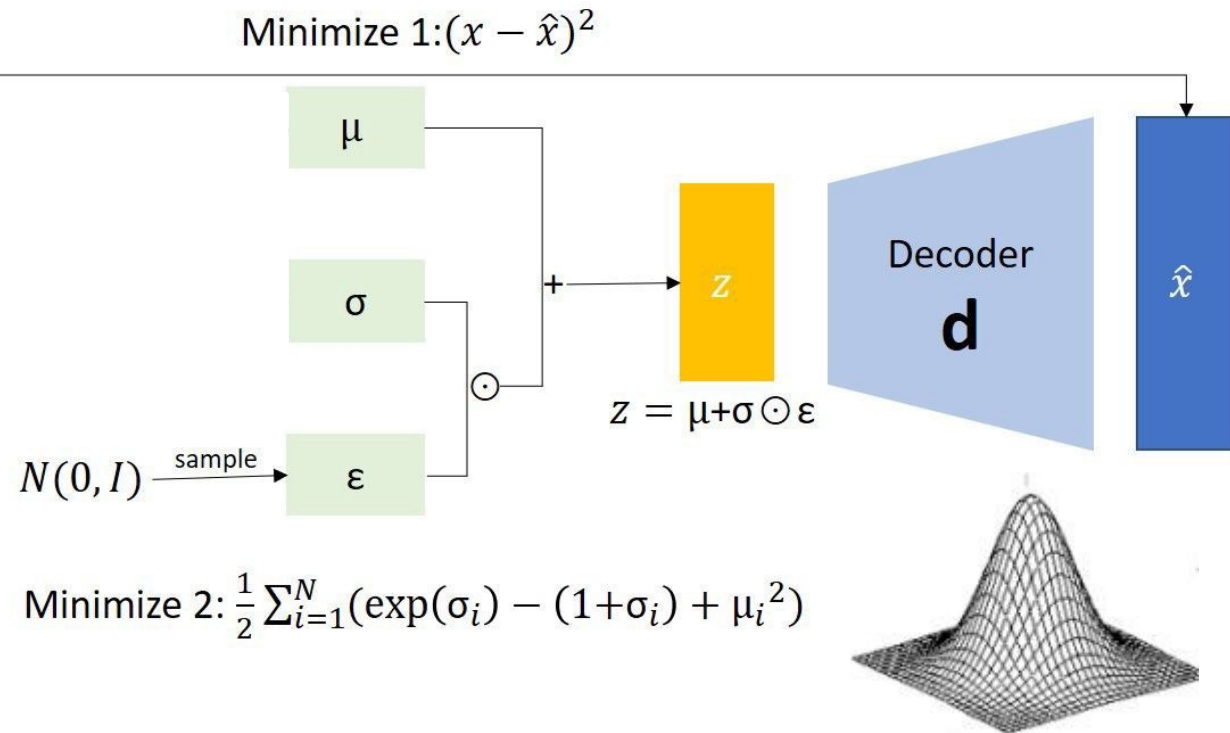 Minimize 1:(x − x̂)²
μ
σ
ε
⊙
+
z
Decoder
d
x̂
z = μ+σ⊙ε
N(0, I)
sample
Minimize 2: ½ ∑ᵢ₌₁ᴺ(exp(σᵢ) − (1+σᵢ) + μᵢ²)